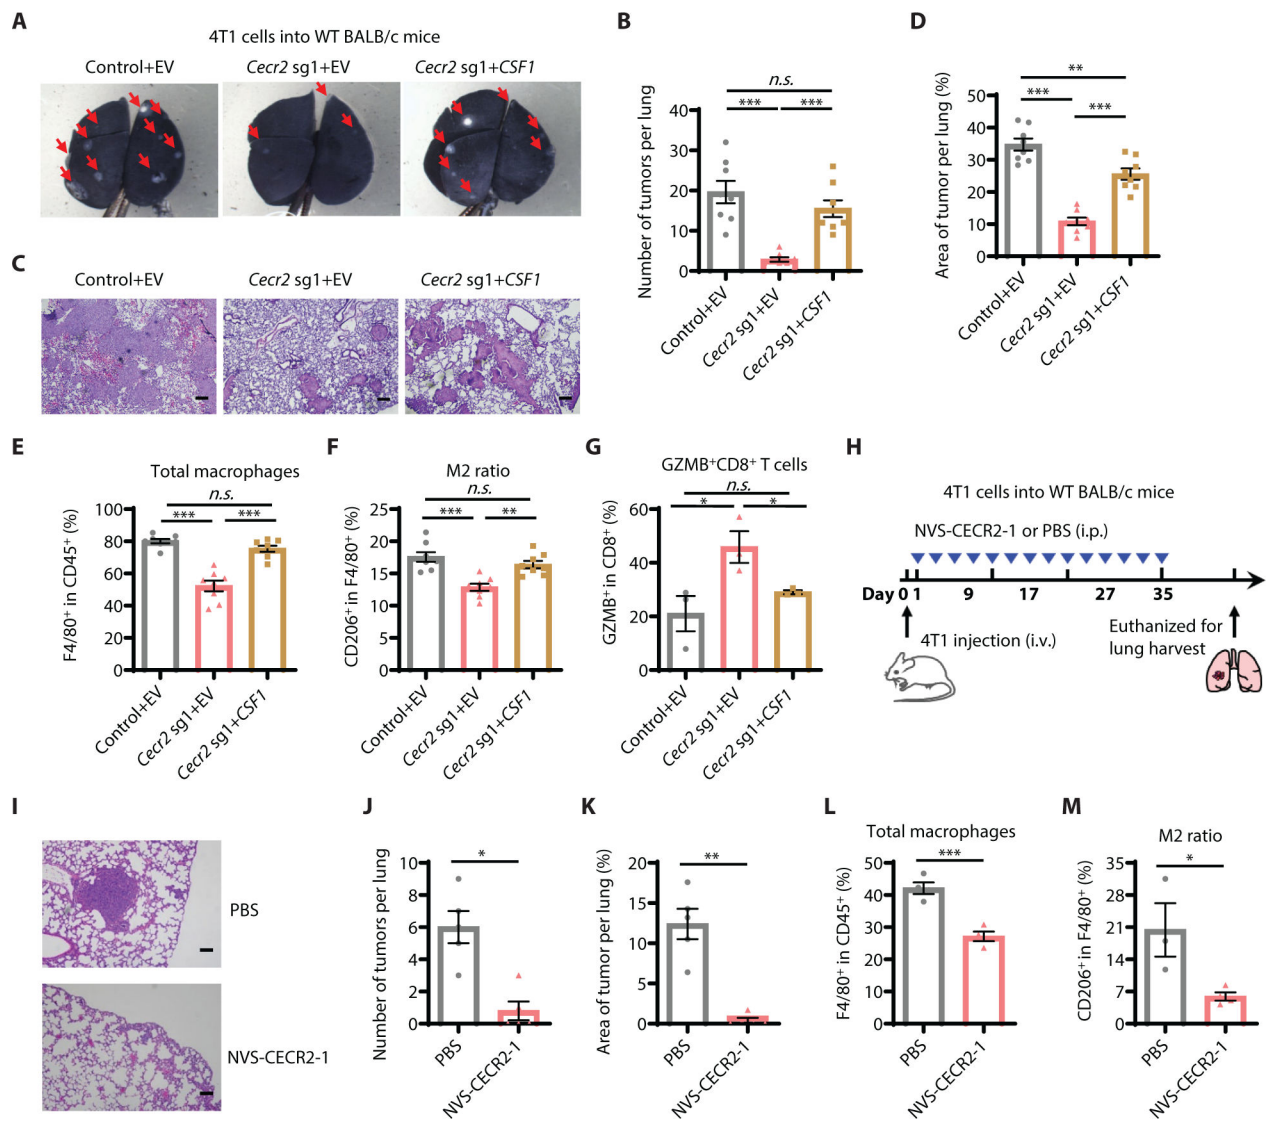 A
4T1 cells into WT BALB/c mice
Control+EV
Cecr2 sg1+EV
Cecr2 sg1+CSF1
B
Number of tumors per lung
n.s.
***
***
40
30
20
10
0
Control+EV
Cecr2 sg1+EV
Cecr2 sg1+CSF1
D
Area of tumor per lung (%)
**
***
***
50
40
30
20
10
0
Control+EV
Cecr2 sg1+EV
Cecr2 sg1+CSF1
C
Control+EV
Cecr2 sg1+EV
Cecr2 sg1+CSF1
E
Total macrophages
F4/80⁺ in CD45⁺ (%)
n.s.
***
***
100
80
60
40
20
0
Control+EV
Cecr2 sg1+EV
Cecr2 sg1+CSF1
F
M2 ratio
CD206⁺ in F4/80⁺ (%)
n.s.
***
**
25
20
15
10
5
0
Control+EV
Cecr2 sg1+EV
Cecr2 sg1+CSF1
G
GZMB⁺CD8⁺ T cells
GZMB⁺ in CD8⁺ (%)
n.s.
*
*
60
40
20
0
Control+EV
Cecr2 sg1+EV
Cecr2 sg1+CSF1
H
4T1 cells into WT BALB/c mice
NVS-CECR2-1 or PBS (i.p.)
Day 0 1 9 17 27 35
4T1 injection (i.v.)
Euthanized for
lung harvest
I
PBS
NVS-CECR2-1
J
Number of tumors per lung
*
10
8
6
4
2
0
PBS
NVS-CECR2-1
K
Area of tumor per lung (%)
**
20
15
10
5
0
PBS
NVS-CECR2-1
L
Total macrophages
F4/80⁺ in CD45⁺ (%)
***
50
40
30
20
10
0
PBS
NVS-CECR2-1
M
M2 ratio
CD206⁺ in F4/80⁺ (%)
*
35
28
21
14
7
0
PBS
NVS-CECR2-1